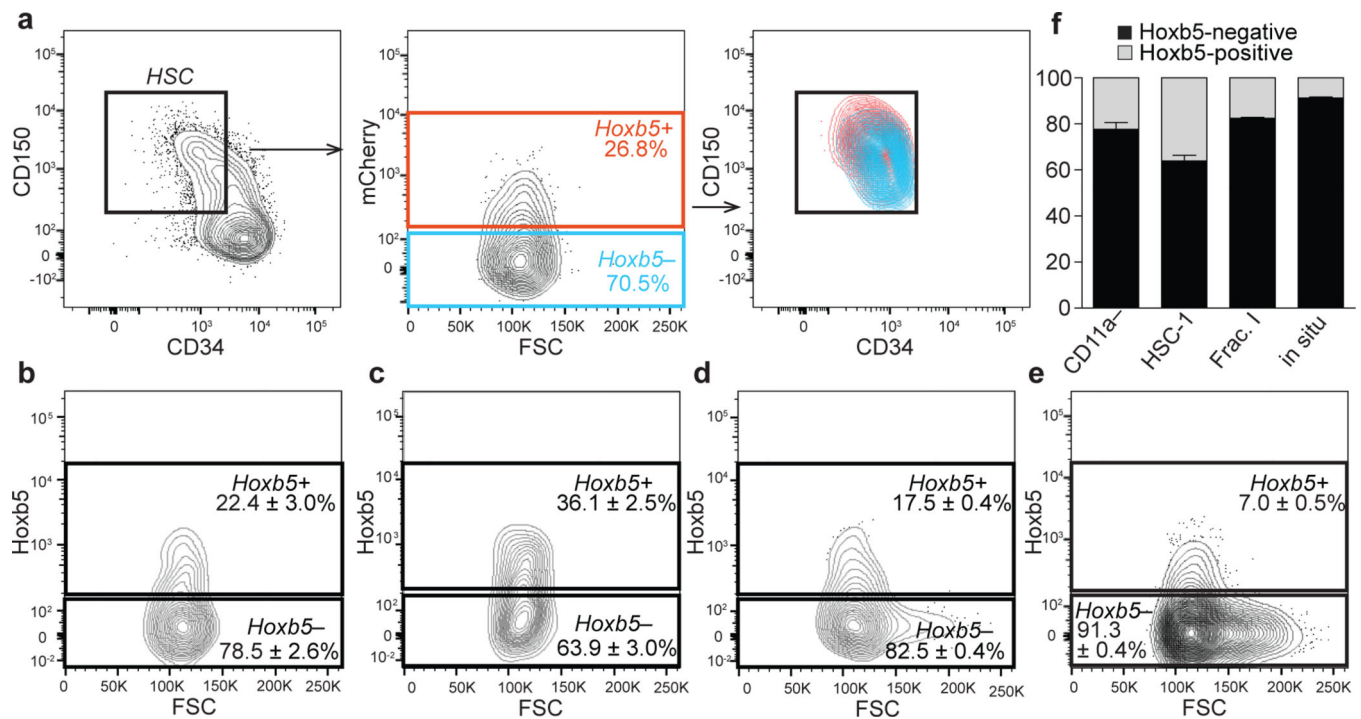 a
HSC
CD150
10⁵
10⁴
10³
10²
0
-10²
0
10³
10⁴
10⁵
CD34
mCherry
10⁵
10⁴
10³
10²
0
Hoxb5+
26.8%
Hoxb5–
70.5%
0
50K
100K
150K
200K
250K
FSC
CD150
10⁵
10⁴
10³
10²
0
-10²
0
10³
10⁴
10⁵
CD34
f
Hoxb5-negative
Hoxb5-positive
100
80
60
40
20
0
CD11a–
HSC-1
Frac. I
in situ
b
Hoxb5
10⁵
10⁴
10³
10²
0
10⁻²
Hoxb5+
22.4 ± 3.0%
Hoxb5–
78.5 ± 2.6%
0
50K
100K
150K
200K
250K
FSC
c
Hoxb5
10⁵
10⁴
10³
10²
0
10⁻²
Hoxb5+
36.1 ± 2.5%
Hoxb5–
63.9 ± 3.0%
0
50K
100K
150K
200K
250K
FSC
d
Hoxb5
10⁵
10⁴
10³
10²
0
10⁻²
Hoxb5+
17.5 ± 0.4%
Hoxb5–
82.5 ± 0.4%
0
50K
100K
150K
200K
250K
FSC
e
Hoxb5
10⁵
10⁴
10³
10²
0
10⁻²
Hoxb5+
7.0 ± 0.5%
Hoxb5–
91.3
± 0.4%
0
50K
100K
150K
200K
250K
FSC